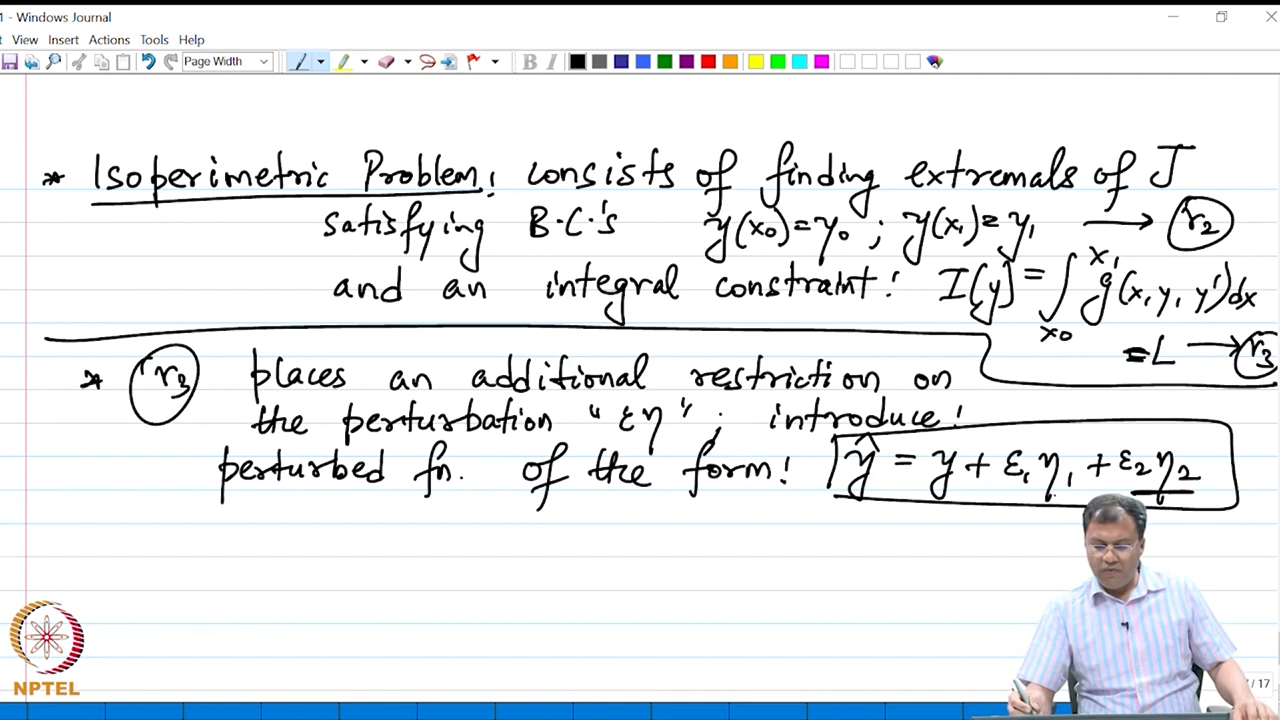 1 - Windows Journal
t View Insert Actions Tools Help
Page Width
B I
* Isoperimetric Problem: consists of finding extremals of J
satisfying B.C.'s y(x0)=y0 ; y(x1)=y1 → r2
and an integral constraint: I(y) = ∫_{x0}^{x1} g(x, y, y')dx
= L → r3
* r3 places an additional restriction on
the perturbation "εη" ; introduce:
perturbed fn. of the form: ŷ = y + ε1η1 + ε2η2
NPTEL
/ 17